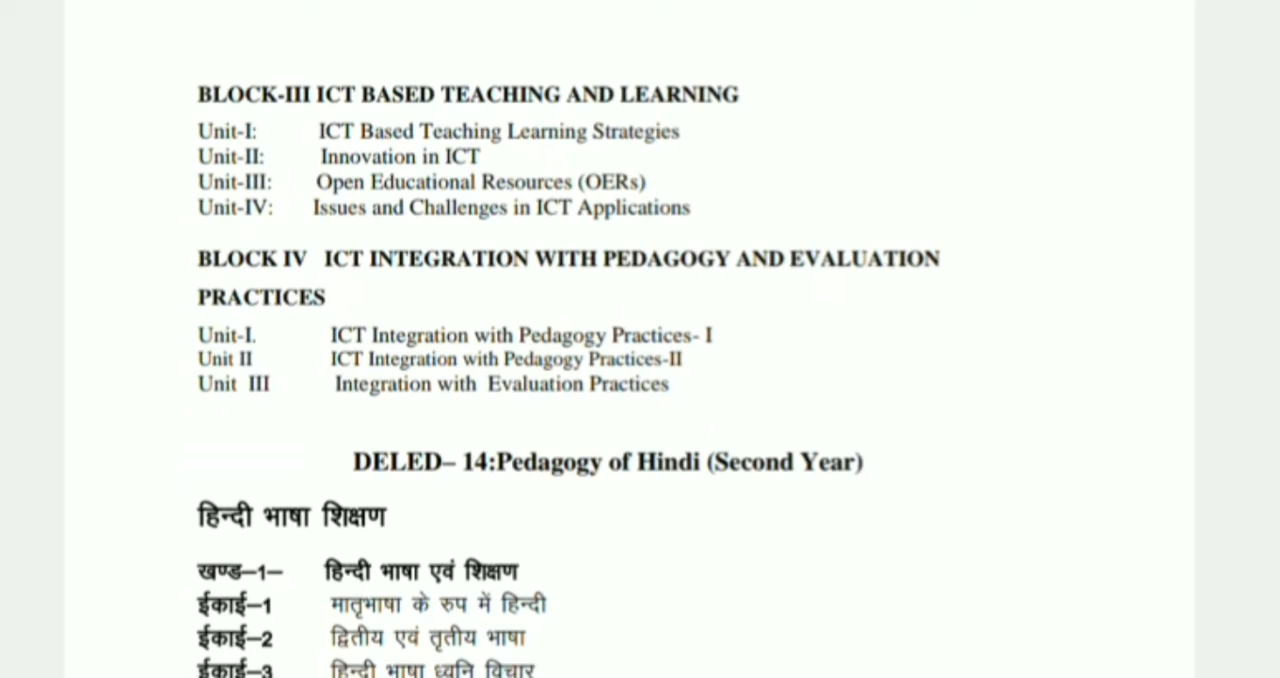 BLOCK-III ICT BASED TEACHING AND LEARNING
Unit-I: ICT Based Teaching Learning Strategies
Unit-II: Innovation in ICT
Unit-III: Open Educational Resources (OERs)
Unit-IV: Issues and Challenges in ICT Applications
BLOCK IV ICT INTEGRATION WITH PEDAGOGY AND EVALUATION
PRACTICES
Unit-I. ICT Integration with Pedagogy Practices- I
Unit II ICT Integration with Pedagogy Practices-II
Unit III Integration with Evaluation Practices
DELED– 14:Pedagogy of Hindi (Second Year)
हिन्दी भाषा शिक्षण
खण्ड–1– हिन्दी भाषा एवं शिक्षण
ईकाई–1 मातृभाषा के रुप में हिन्दी
ईकाई–2 द्वितीय एवं तृतीय भाषा
ईकाई–3 हिन्दी भाषा ध्वनि विचार